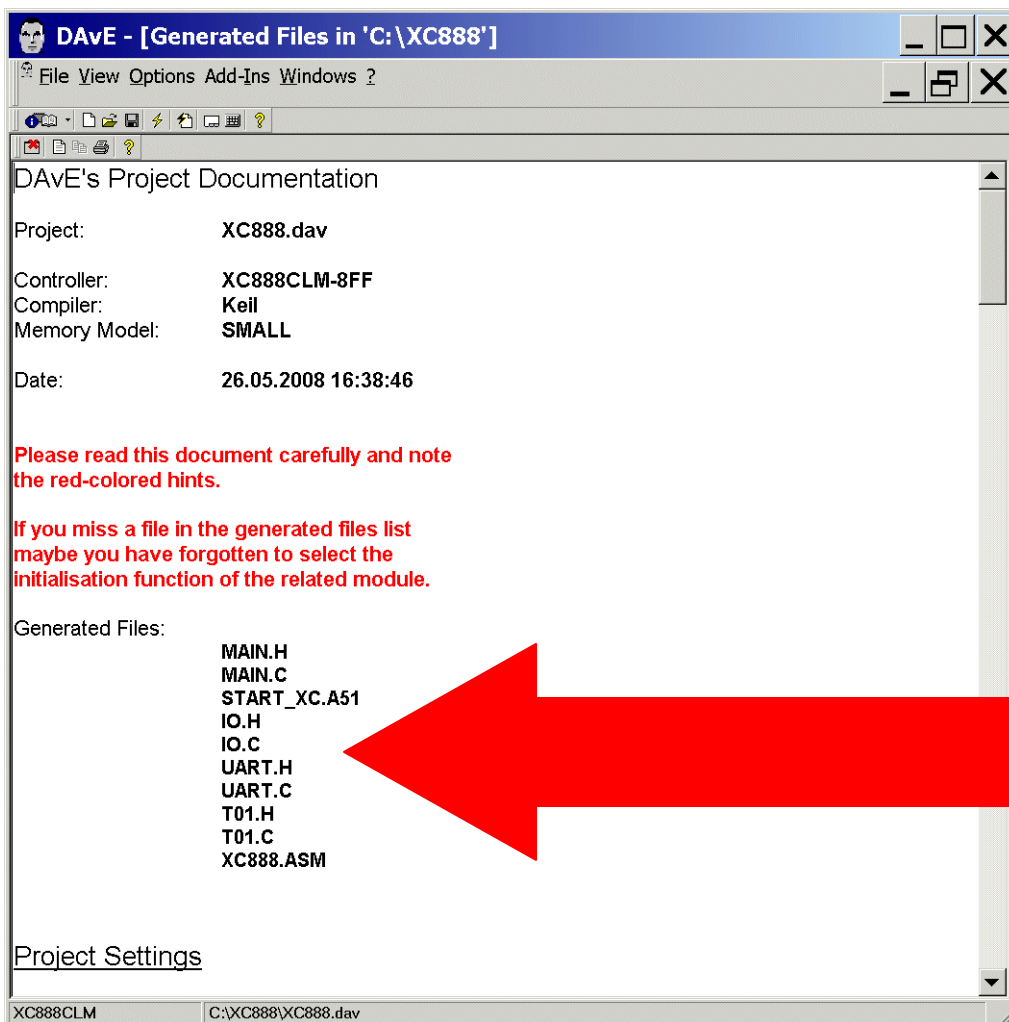 DAvE - [Generated Files in 'C:\XC888']
File View Options Add-Ins Windows ?
DAvE's Project Documentation
Project: XC888.dav
Controller: XC888CLM-8FF
Compiler: Keil
Memory Model: SMALL
Date: 26.05.2008 16:38:46
Please read this document carefully and note
the red-colored hints.
If you miss a file in the generated files list
maybe you have forgotten to select the
initialisation function of the related module.
Generated Files:
MAIN.H
MAIN.C
START_XC.A51
IO.H
IO.C
UART.H
UART.C
T01.H
T01.C
XC888.ASM
Project Settings
XC888CLM C:\XC888\XC888.dav